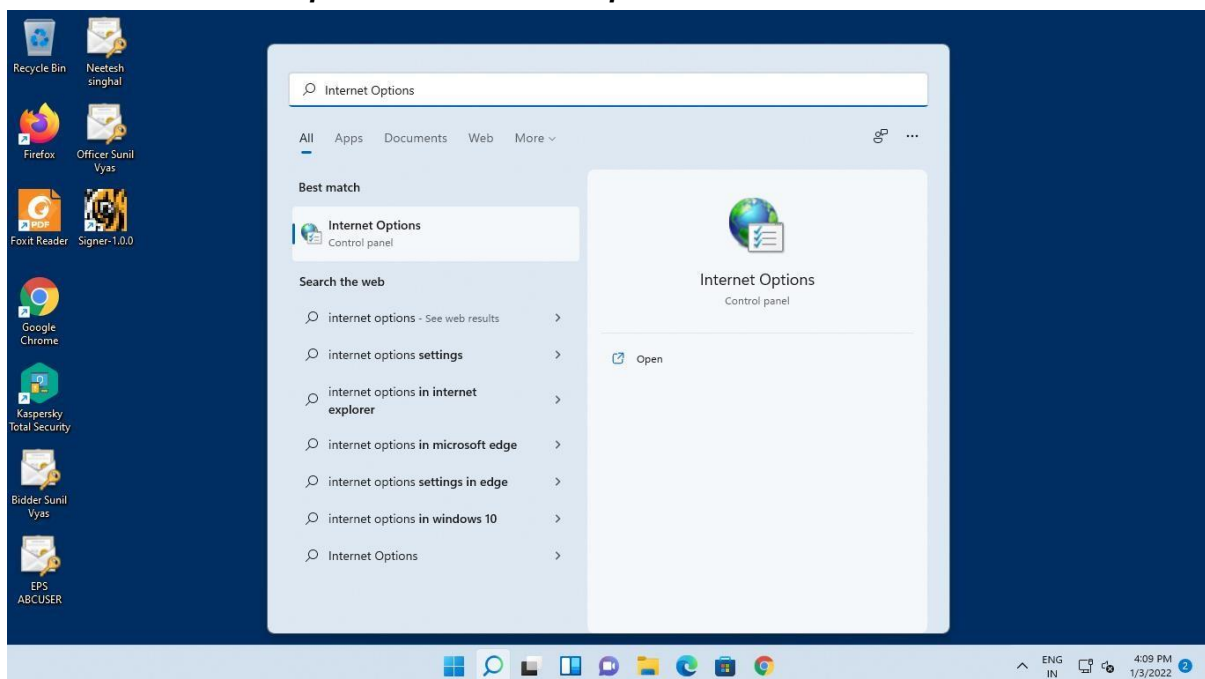 Recycle Bin
Neetesh
singhal
Firefox
Officer Sunil
Vyas
PDF
Foxit Reader
Signer-1.0.0
Google
Chrome
Kaspersky
Total Security
Bidder Sunil
Vyas
EPS
ABCUSER
Internet Options
All Apps Documents Web More
Best match
Internet Options
Control panel
Search the web
internet options - See web results
internet options settings
internet options in internet
explorer
internet options in microsoft edge
internet options settings in edge
internet options in windows 10
Internet Options
Internet Options
Control panel
Open
ENG
IN
4:09 PM
1/3/2022
2